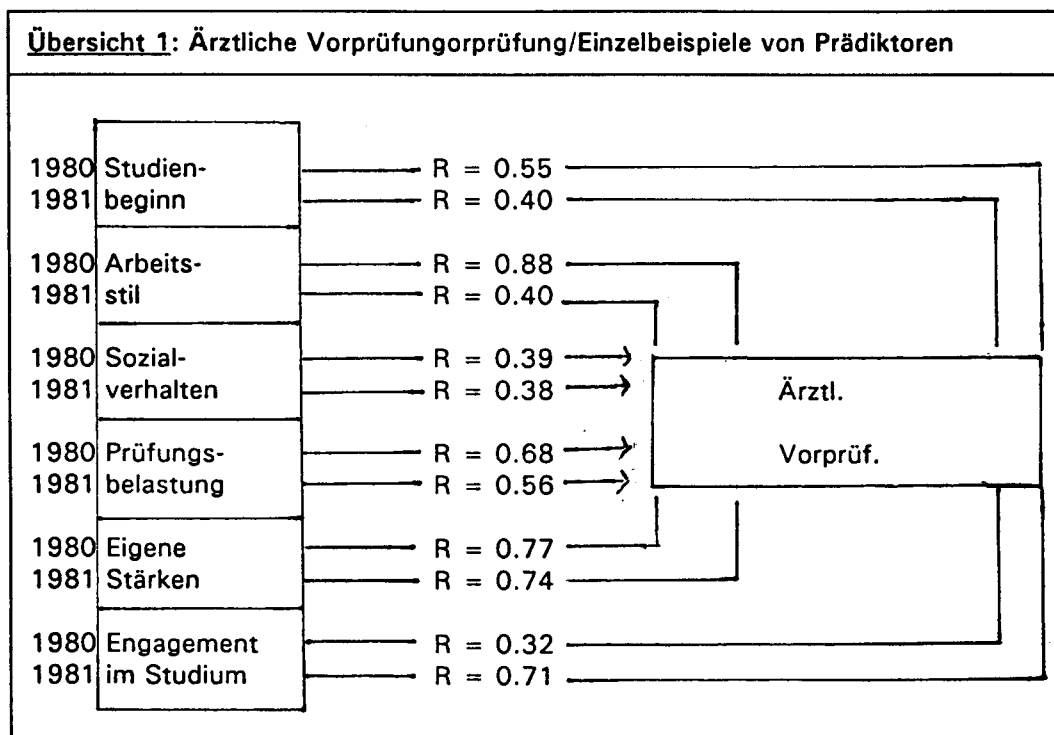 Übersicht 1: Ärztliche Vorprüfungorprüfung/Einzelbeispiele von Prädiktoren
1980 Studien- R = 0.55
1981 beginn R = 0.40
1980 Arbeits- R = 0.88
1981 stil R = 0.40
1980 Sozial- R = 0.39
1981 verhalten R = 0.38
Ärztl.
1980 Prüfungs- R = 0.68
Vorprüf.
1981 belastung R = 0.56
1980 Eigene R = 0.77
1981 Stärken R = 0.74
1980 Engagement R = 0.32
1981 im Studium R = 0.71